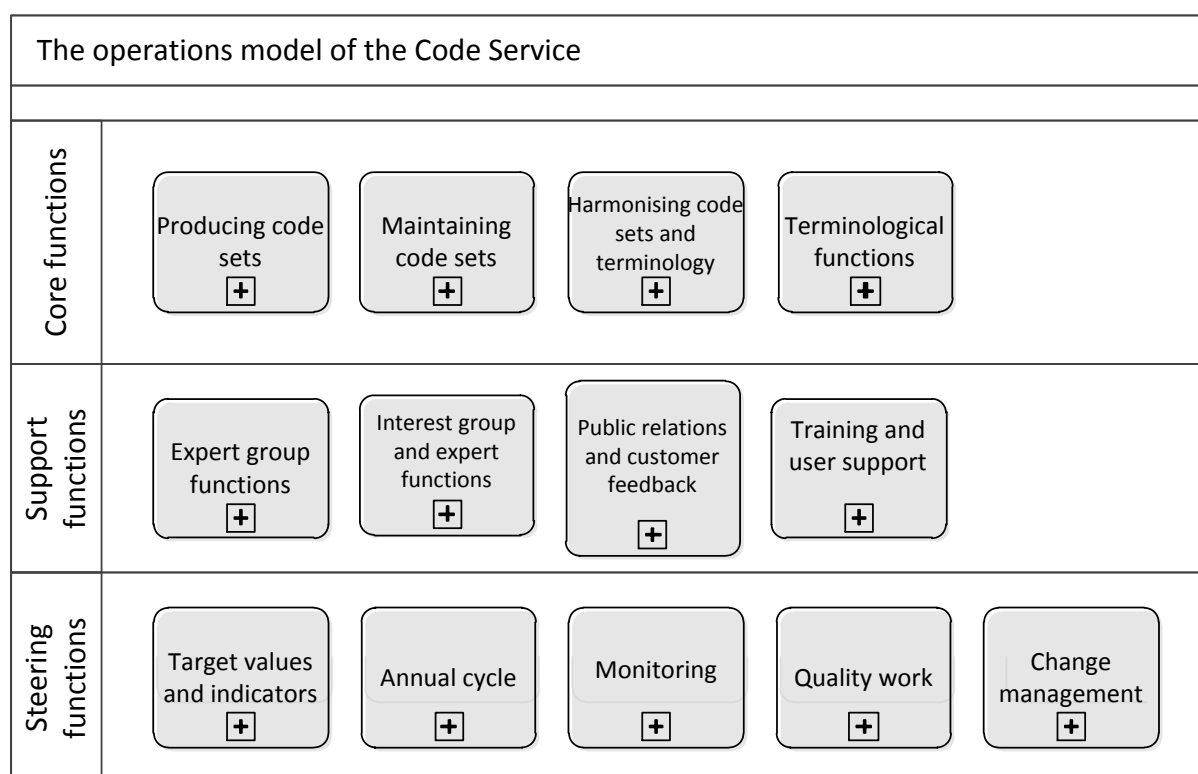 The operations model of the Code Service
Core functions
Producing code
sets
Maintaining
code sets
Harmonising code
sets and
terminology
Terminological
functions
Support
functions
Expert group
functions
Interest group
and expert
functions
Public relations
and customer
feedback
Training and
user support
Steering
functions
Target values
and indicators
Annual cycle
Monitoring
Quality work
Change
management